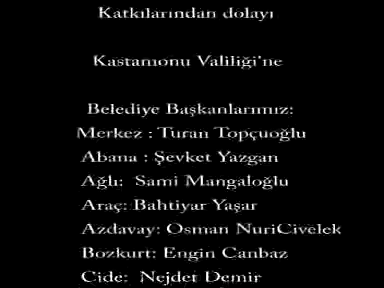 Katkılarından dolayı
Kastamonu Valiliği'ne
Belediye Başkanlarımız:
Merkez : Turan Topçuoğlu
Abana : Şevket Yazgan
Ağlı: Sami Mangaloğlu
Araç: Bahtiyar Yaşar
Azdavay: Osman NuriCivelek
Bozkurt: Engin Canbaz
Cide: Nejdet Demir